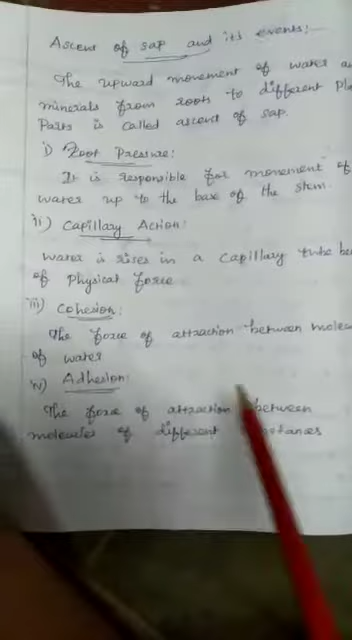 Ascent of sap and its events:-
The upward movement of water a
minerals from roots to different Pl
Parts is called ascent of sap.
i) Root Pressure:
It is responsible for movement of
water up to the base of the stem.
ii) Capillary Action:
Water is rises in a Capillary tube be
of physical force
iii) Cohesion:
The force of attraction between molec
of water
iv) Adhesion:
The force of attraction between
molecules of different